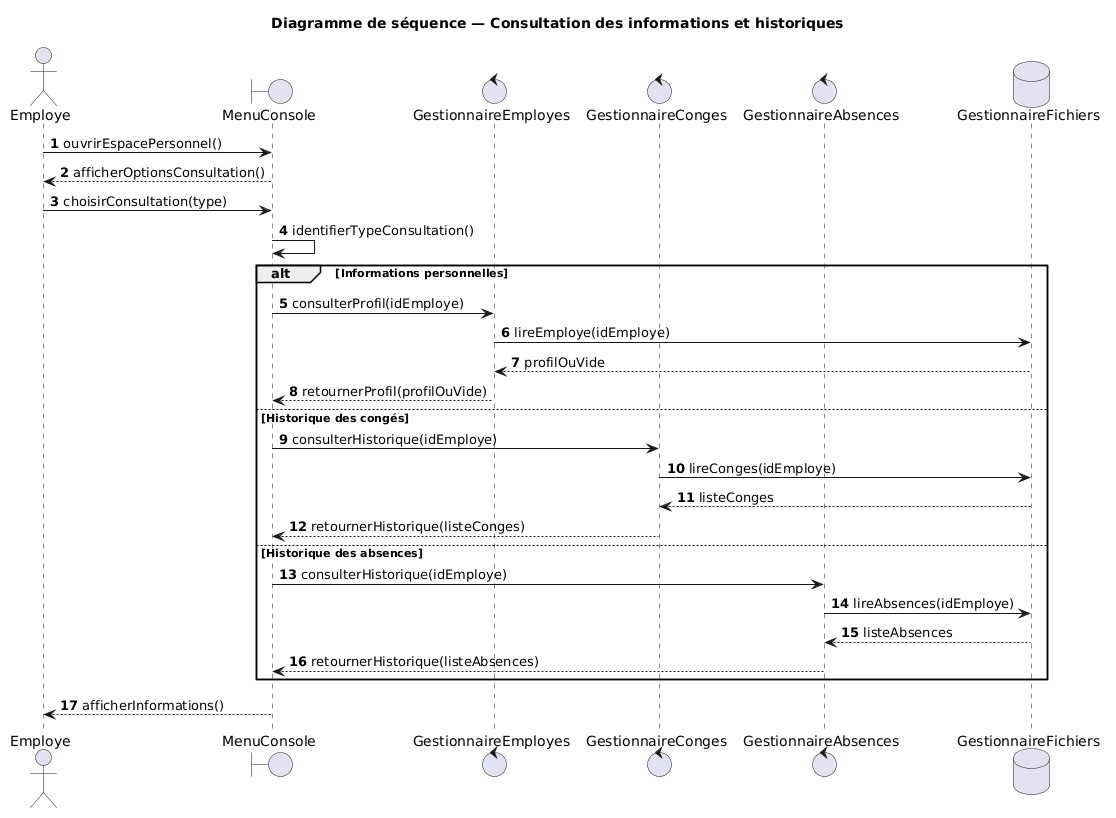 Diagramme de séquence — Consultation des informations et historiques
Employe
MenuConsole
GestionnaireEmployes
GestionnaireConges
GestionnaireAbsences
GestionnaireFichiers
1 ouvrirEspacePersonnel()
2 afficherOptionsConsultation()
3 choisirConsultation(type)
4 identifierTypeConsultation()
alt [Informations personnelles]
5 consulterProfil(idEmploye)
6 lireEmploye(idEmploye)
7 profilOuVide
8 retournerProfil(profilOuVide)
[Historique des congés]
9 consulterHistorique(idEmploye)
10 lireConges(idEmploye)
11 listeConges
12 retournerHistorique(listeConges)
[Historique des absences]
13 consulterHistorique(idEmploye)
14 lireAbsences(idEmploye)
15 listeAbsences
16 retournerHistorique(listeAbsences)
17 afficherInformations()
Employe
MenuConsole
GestionnaireEmployes
GestionnaireConges
GestionnaireAbsences
GestionnaireFichiers